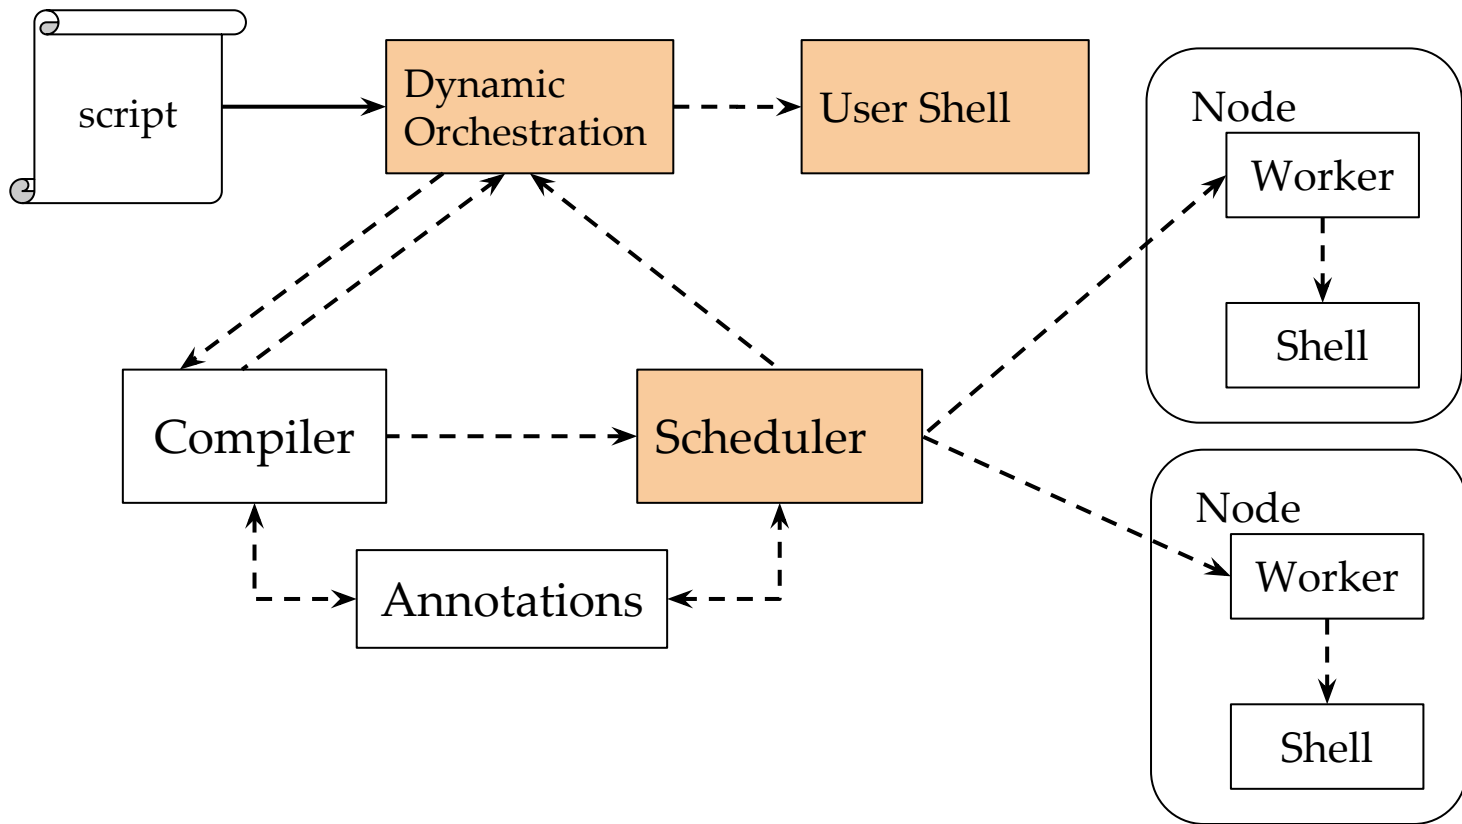 script
Dynamic
Orchestration
User Shell
Node
Worker
Shell
Compiler
Scheduler
Annotations
Node
Worker
Shell